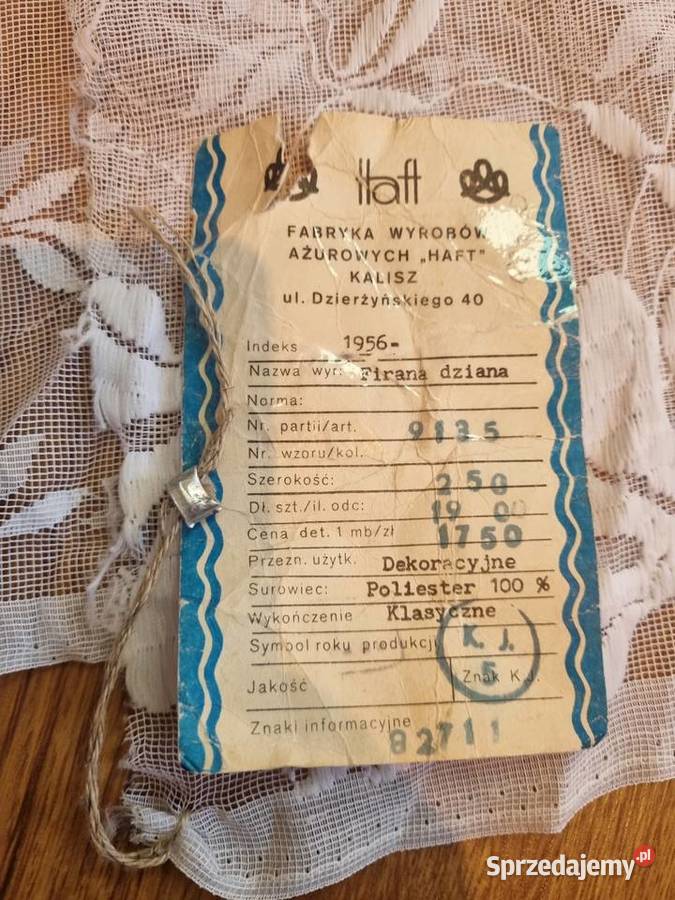 Haft
FABRYKA WYROBÓW
AŻUROWYCH „HAFT"
KALISZ
ul. Dzierżyńskiego 40
Indeks 1956-
Nazwa wyr: Firana dziana
Norma:
Nr. partii/art. 9135
Nr. wzoru/kol.
Szerokość: 250
Dł. szt./il. odc: 19 00
Cena det. 1 mb/zł 1750
Przezn. użytk. Dekoracyjne
Surowiec: Poliester 100 %
Wykończenie Klasyczne
Symbol roku produkcji K. J.
5
Jakość Znak K.J.
Znaki informacyjne
82711
Sprzedajemy.pl